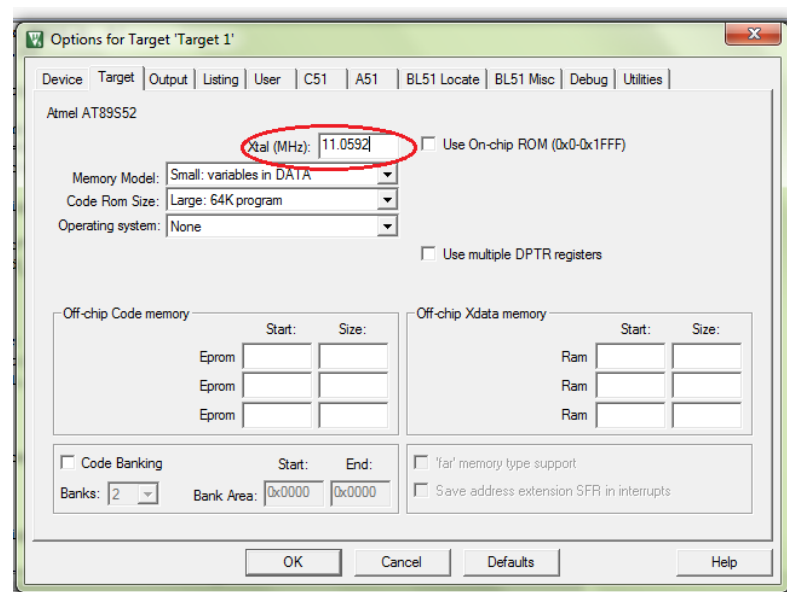 Options for Target 'Target 1'
Device Target Output Listing User C51 A51 BL51 Locate BL51 Misc Debug Utilities
Atmel AT89S52
Xtal (MHz): 11.0592 Use On-chip ROM (0x0-0x1FFF)
Memory Model: Small: variables in DATA
Code Rom Size: Large: 64K program
Operating system: None
Use multiple DPTR registers
Off-chip Code memory Off-chip Xdata memory
Start: Size: Start: Size:
Eprom Ram
Eprom Ram
Eprom Ram
Code Banking Start: End: 'far' memory type support
Banks: 2 Bank Area: 0x0000 0x0000 Save address extension SFR in interrupts
OK Cancel Defaults Help